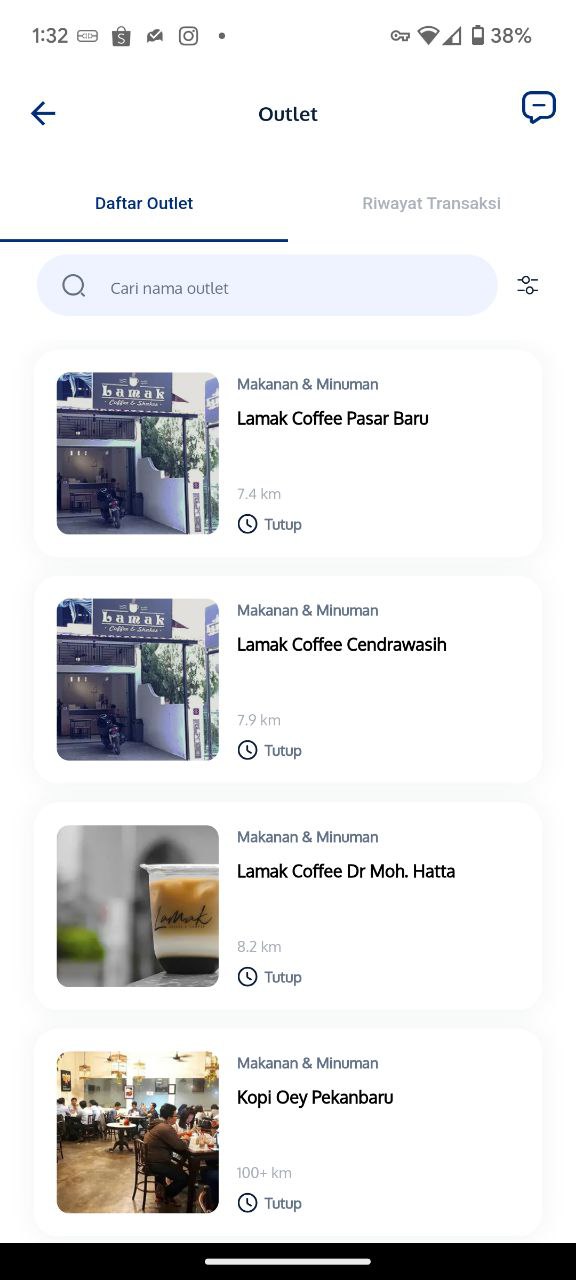 1:32
38%
Outlet
Daftar Outlet
Riwayat Transaksi
Cari nama outlet
Lamak
Coffee & Shakes
Makanan & Minuman
Lamak Coffee Pasar Baru
7.4 km
Tutup
Lamak
Coffee & Shakes
Makanan & Minuman
Lamak Coffee Cendrawasih
7.9 km
Tutup
LaMak
Makanan & Minuman
Lamak Coffee Dr Moh. Hatta
8.2 km
Tutup
Makanan & Minuman
Kopi Oey Pekanbaru
100+ km
Tutup